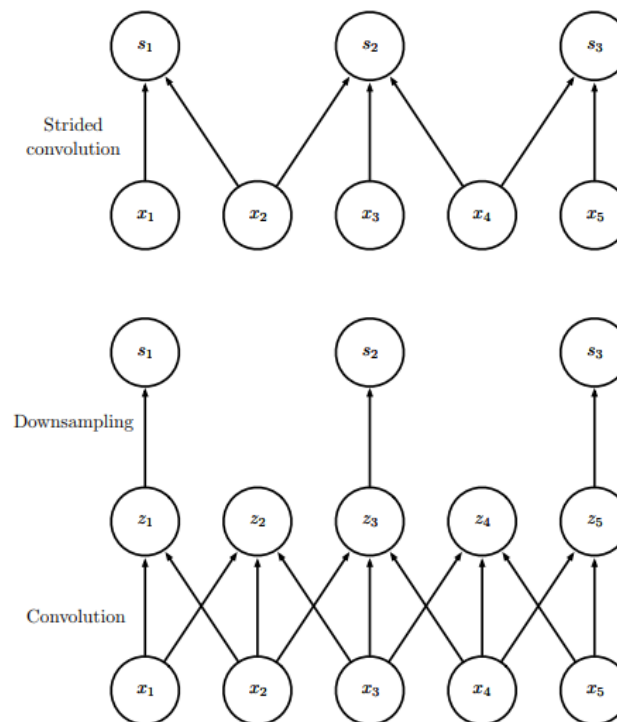 s₁ s₂ s₃
Strided
convolution
x₁ x₂ x₃ x₄ x₅
s₁ s₂ s₃
Downsampling
z₁ z₂ z₃ z₄ z₅
Convolution
x₁ x₂ x₃ x₄ x₅